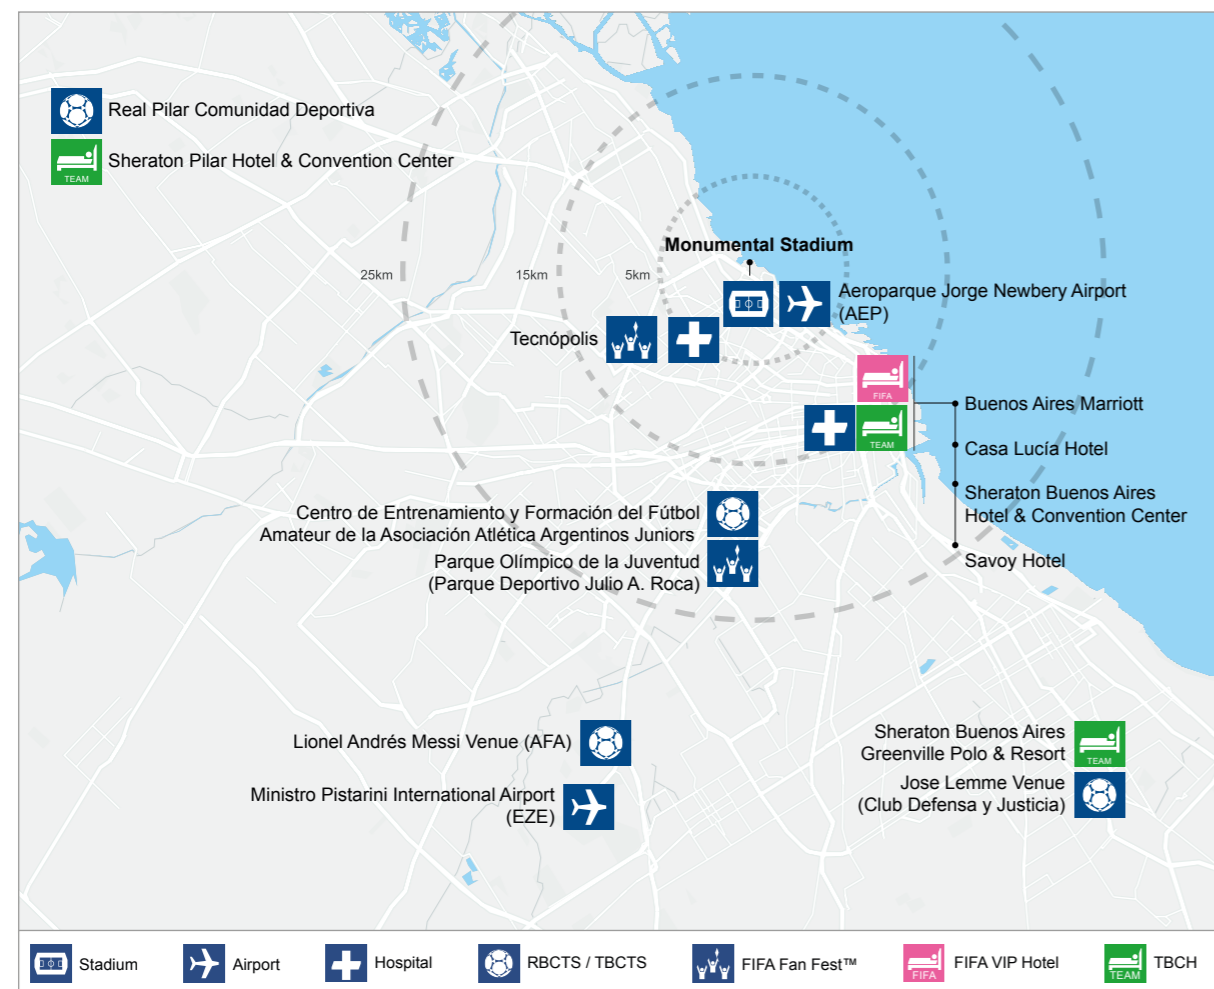 Real Pilar Comunidad Deportiva
TEAM
Sheraton Pilar Hotel & Convention Center
Monumental Stadium
25km
15km
5km
Aeroparque Jorge Newbery Airport
(AEP)
Tecnópolis
FIFA
TEAM
Buenos Aires Marriott
Casa Lucía Hotel
Sheraton Buenos Aires
Hotel & Convention Center
Savoy Hotel
Centro de Entrenamiento y Formación del Fútbol
Amateur de la Asociación Atlética Argentinos Juniors
Parque Olímpico de la Juventud
(Parque Deportivo Julio A. Roca)
Lionel Andrés Messi Venue (AFA)
Ministro Pistarini International Airport
(EZE)
Sheraton Buenos Aires
Greenville Polo & Resort
TEAM
Jose Lemme Venue
(Club Defensa y Justicia)
Stadium
Airport
Hospital
RBCTS / TBCTS
FIFA Fan Fest™
FIFA
FIFA VIP Hotel
TEAM
TBCH